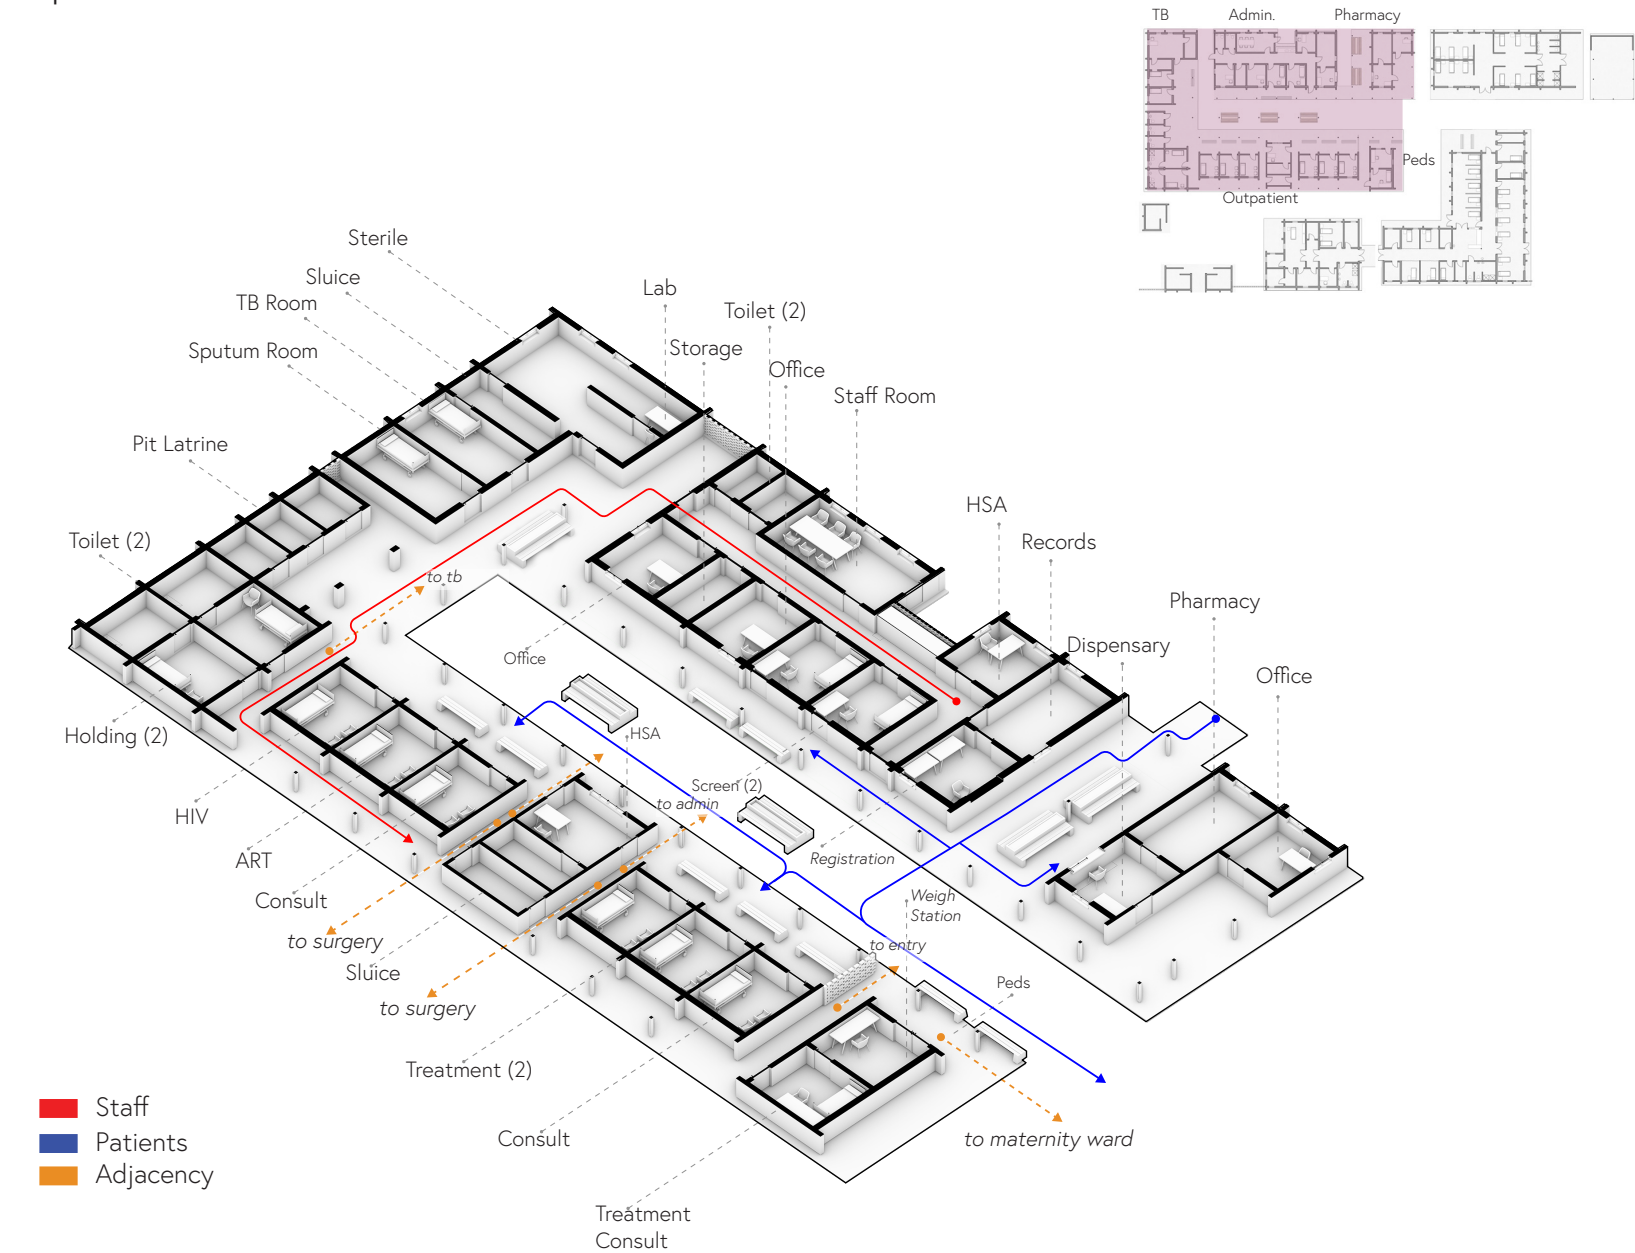 TB
Admin.
Pharmacy
Peds
Outpatient
Sterile
Sluice
TB Room
Sputum Room
Pit Latrine
Toilet (2)
Holding (2)
Lab
Toilet (2)
Storage
Office
Staff Room
HSA
Records
Pharmacy
Dispensary
Office
to tb
Office
HSA
Screen (2)
to admin
Registration
Weigh
Station
to entry
Peds
HIV
ART
Consult
to surgery
Sluice
to surgery
Treatment (2)
Consult
to maternity ward
Treatment
Consult
Staff
Patients
Adjacency